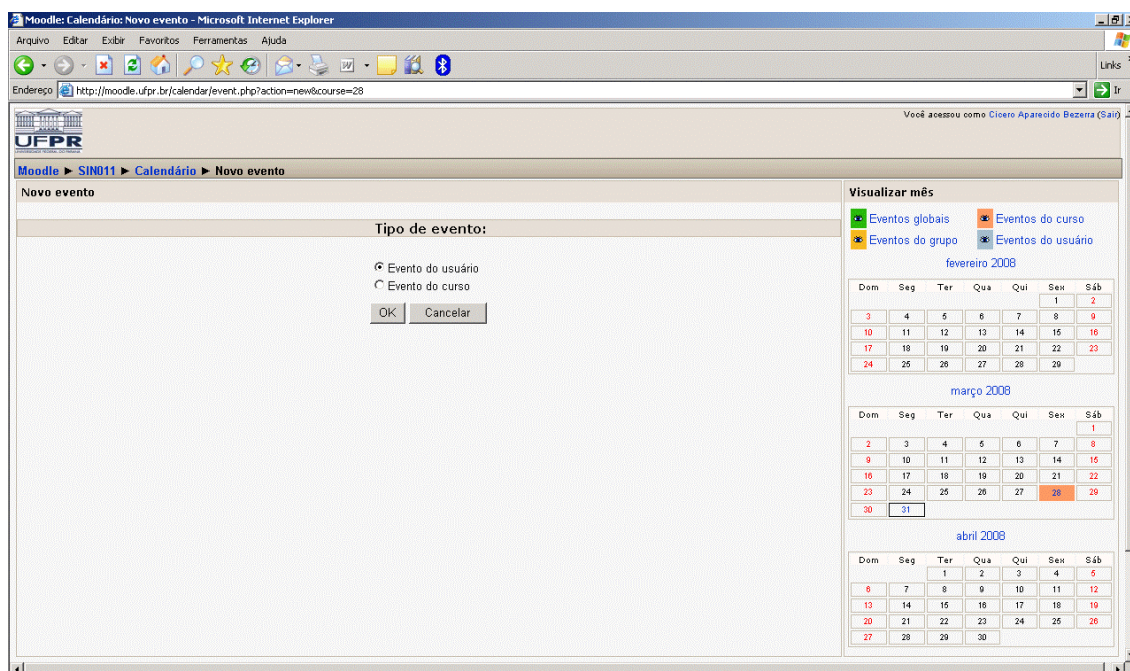 Moodle: Calendário: Novo evento - Microsoft Internet Explorer
Arquivo Editar Exibir Favoritos Ferramentas Ajuda
Links
Endereço http://moodle.ufpr.br/calendar/event.php?action=new&course=28 Ir
UFPR
Você acessou como Cicero Aparecido Bezerra (Sair)
Moodle ► SIN011 ► Calendário ► Novo evento
Novo evento
Tipo de evento:
Evento do usuário
Evento do curso
OK Cancelar
Visualizar mês
Eventos globais Eventos do curso
Eventos do grupo Eventos do usuário
fevereiro 2008
Dom Seg Ter Qua Qui Sex Sáb
1 2
3 4 5 6 7 8 9
10 11 12 13 14 15 16
17 18 19 20 21 22 23
24 25 26 27 28 29
março 2008
Dom Seg Ter Qua Qui Sex Sáb
1
2 3 4 5 6 7 8
9 10 11 12 13 14 15
16 17 18 19 20 21 22
23 24 25 26 27 28 29
30 31
abril 2008
Dom Seg Ter Qua Qui Sex Sáb
1 2 3 4 5
6 7 8 9 10 11 12
13 14 15 16 17 18 19
20 21 22 23 24 25 26
27 28 29 30